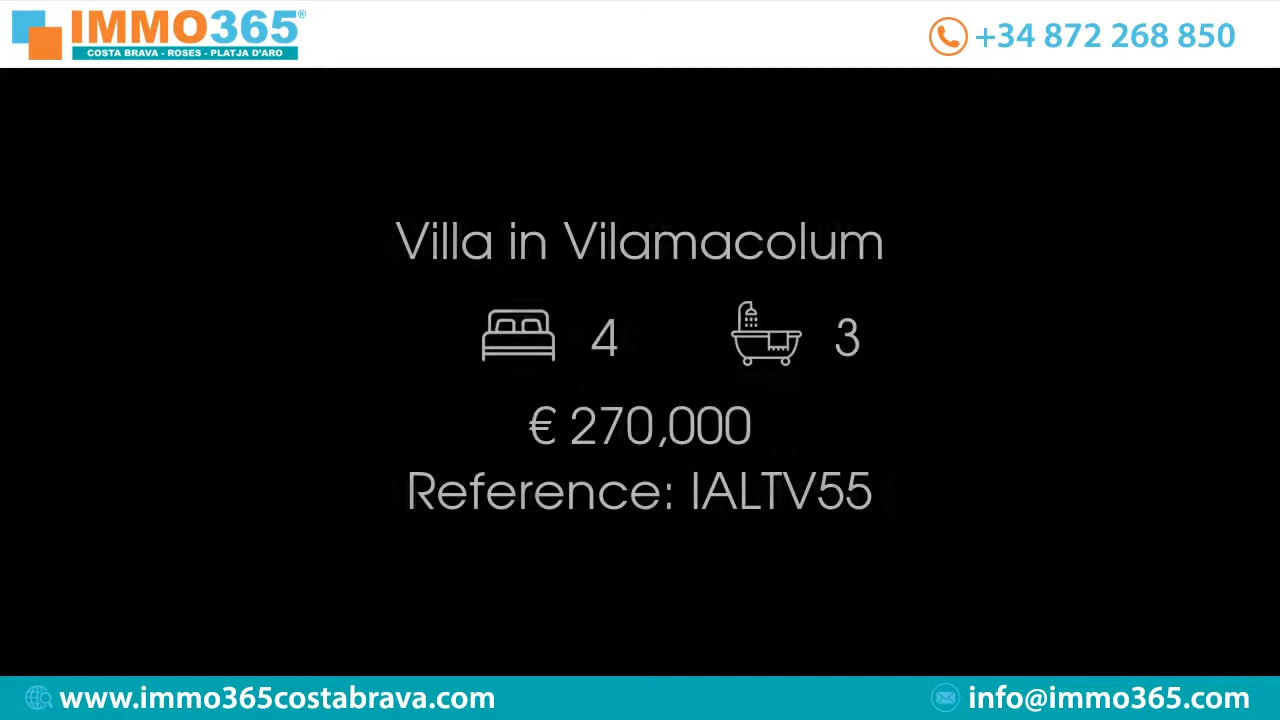 IMMO365®
COSTA BRAVA - ROSES - PLATJA D'ARO
+34 872 268 850
Villa in Vilamacolum
4 3
€ 270,000
Reference: IALTV55
www.immo365costabrava.com
info@immo365.com